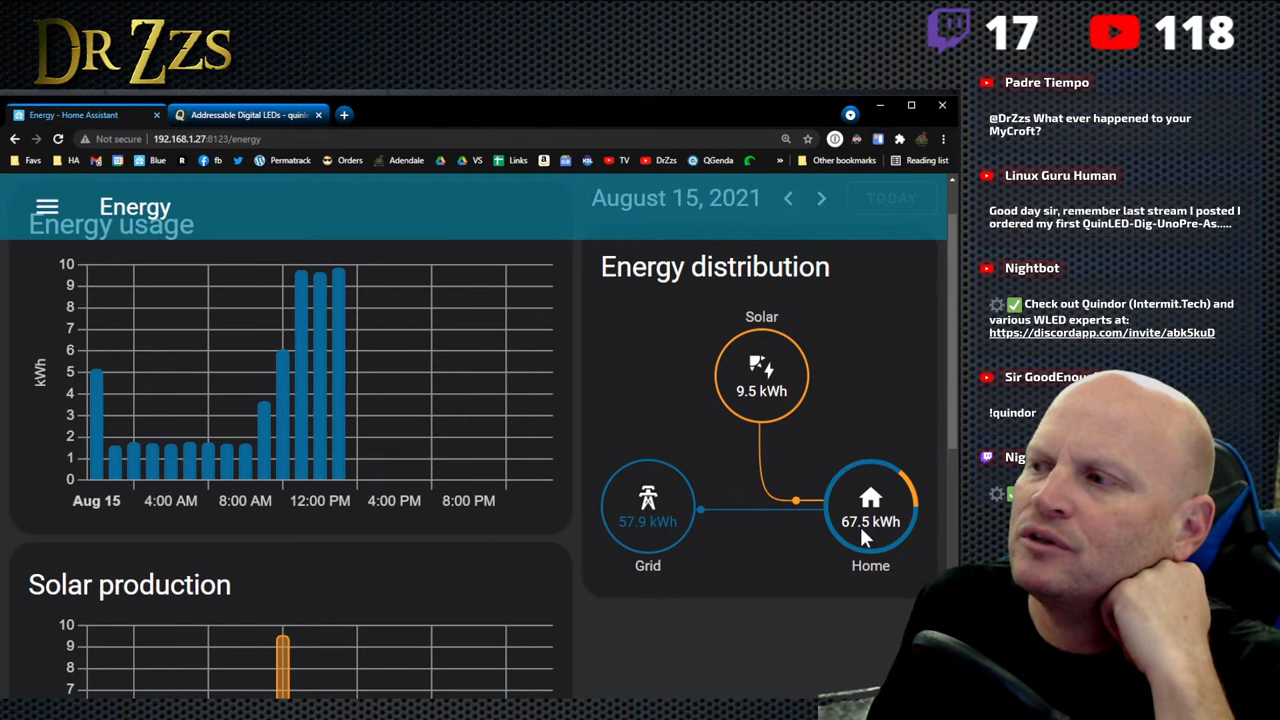 DR ZZS
17
118
Energy - Home Assistant
Addressable Digital LEDs - quinl
Not secure
192.168.1.27:8123/energy
Favs
HA
Blue
R
fb
Permatrack
Orders
Adendale
VS
Links
TV
DrZzs
QGenda
»
Other bookmarks
Reading list
Energy
August 15, 2021
TODAY
Energy usage
10
9
8
7
6
5
4
3
2
1
0
kWh
Aug 15
4:00 AM
8:00 AM
12:00 PM
4:00 PM
8:00 PM
Energy distribution
Solar
9.5 kWh
57.9 kWh
Grid
67.5 kWh
Home
Solar production
10
9
8
7
Padre Tiempo
@DrZzs What ever happened to your
MyCroft?
Linux Guru Human
Good day sir, remember last stream I posted I
ordered my first QuinLED-Dig-UnoPre-As.....
Nightbot
Check out Quindor (Intermit.Tech) and
various WLED experts at:
https://discordapp.com/invite/abk5kuD
Sir GoodEnou
!quindor